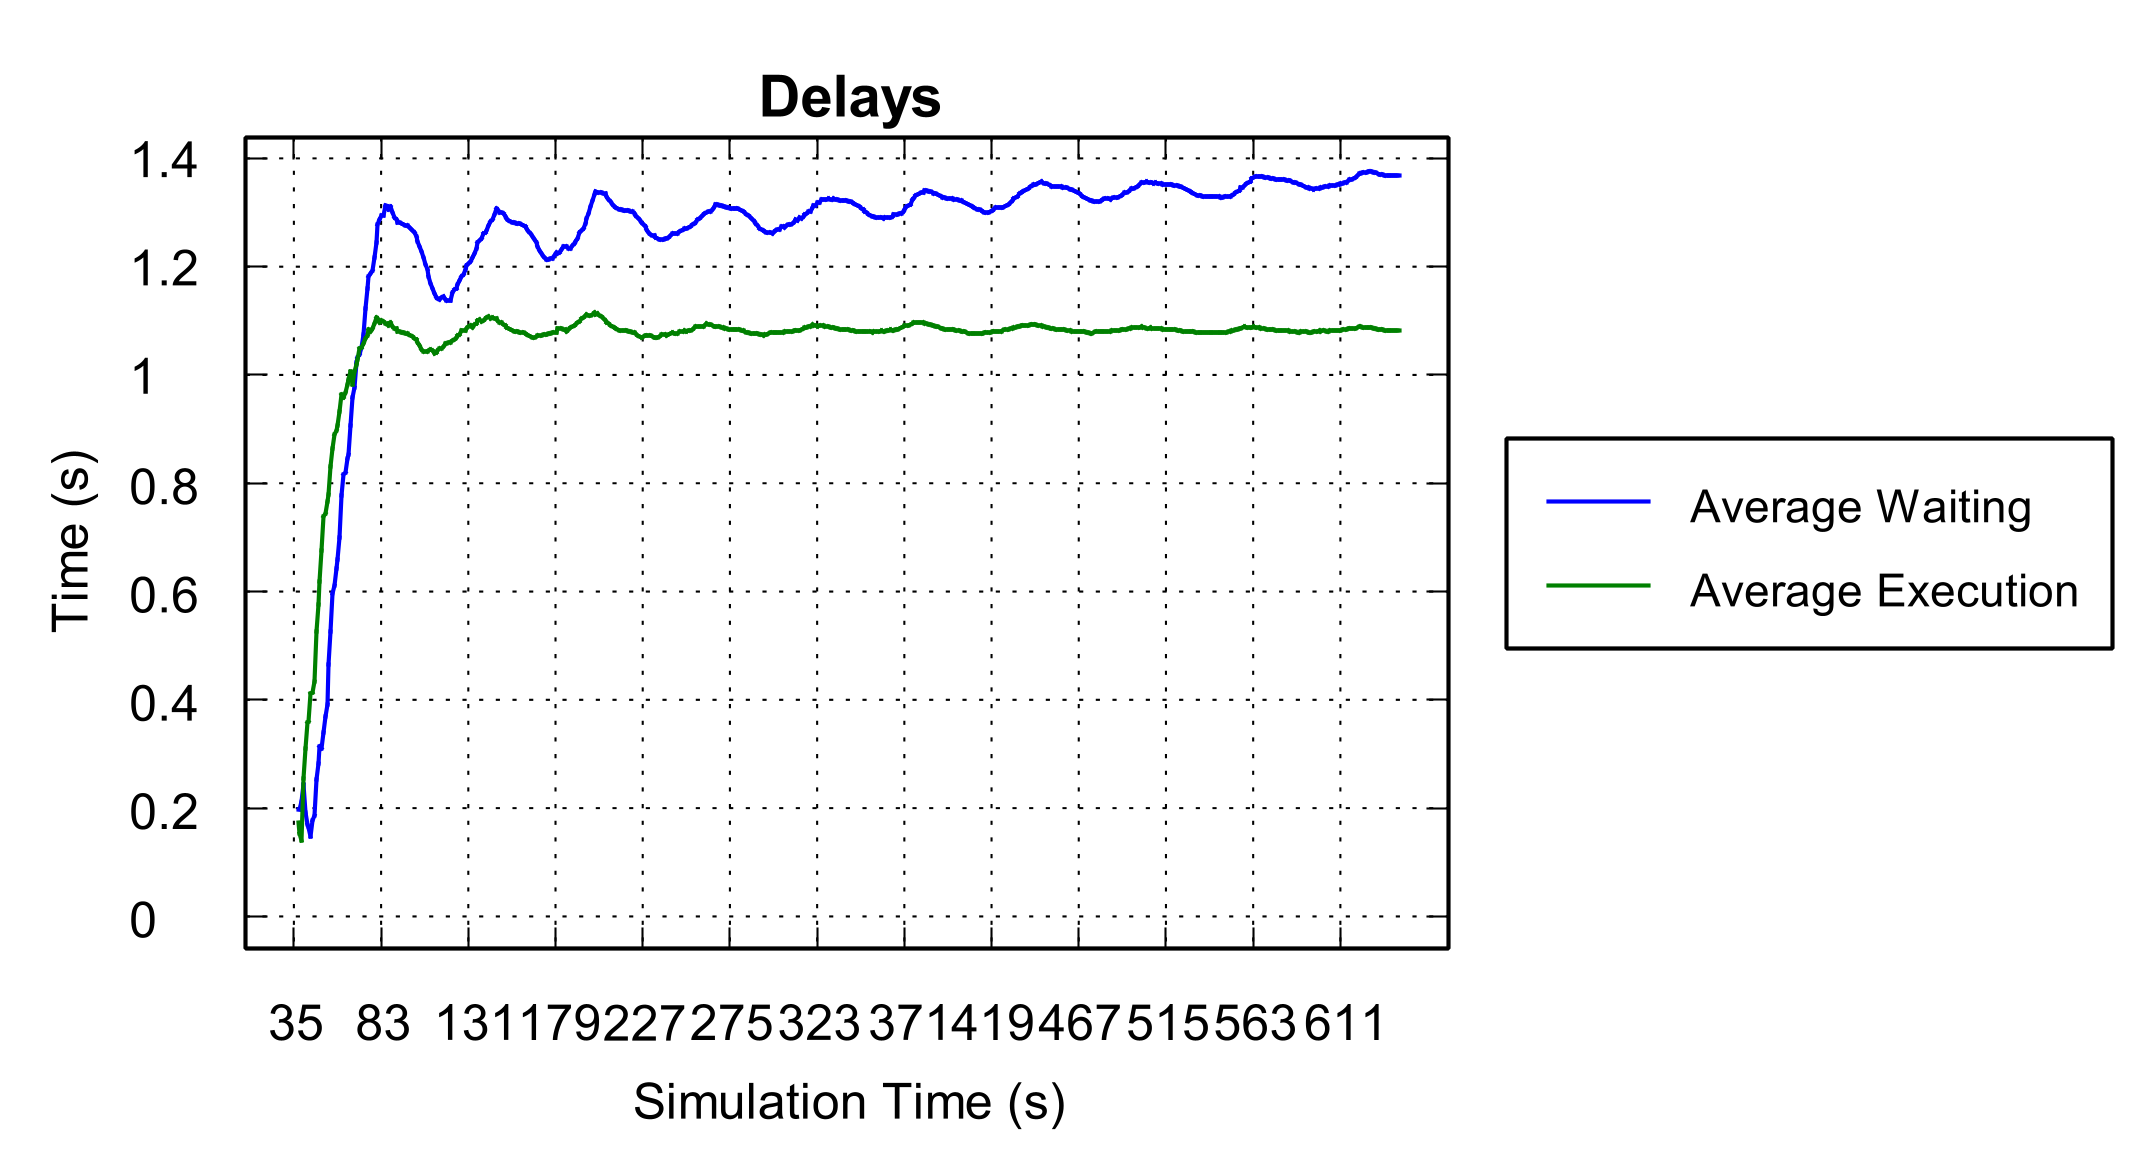 Delays
1.4
1.2
1
0.8
0.6
0.4
0.2
0
Time (s)
35 83 131 179 227 275 323 371 419 467 515 563 611
Simulation Time (s)
Average Waiting
Average Execution